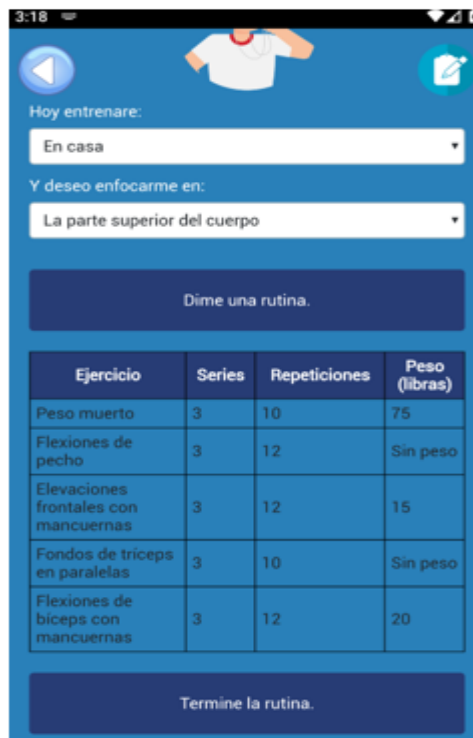 3:18
Hoy entrenare:
En casa
Y deseo enfocarme en:
La parte superior del cuerpo
Dime una rutina.
Ejercicio Series Repeticiones Peso (libras)
Peso muerto 3 10 75
Flexiones de pecho 3 12 Sin peso
Elevaciones frontales con mancuernas 3 12 15
Fondos de tríceps en paralelas 3 10 Sin peso
Flexiones de bíceps con mancuernas 3 12 20
Termine la rutina.